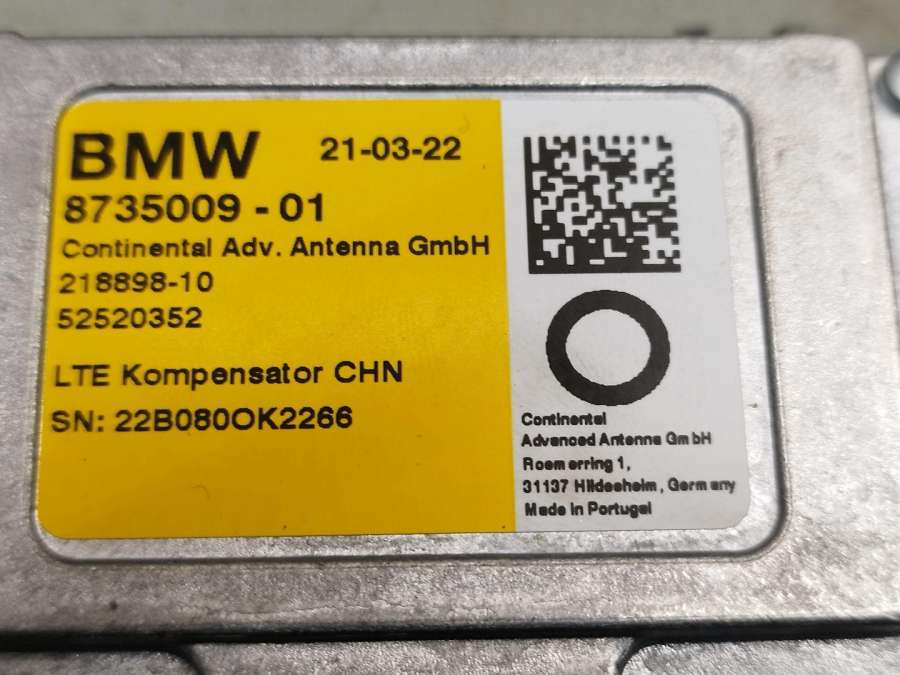 BMW 21-03-22
8735009 - 01
Continental Adv. Antenna GmbH
218898-10
52520352
LTE Kompensator CHN
SN: 22B080OK2266
Continental
Advanced Antenna GmbH
Roemerring 1,
31137 Hildesheim, Germany
Made in Portugal